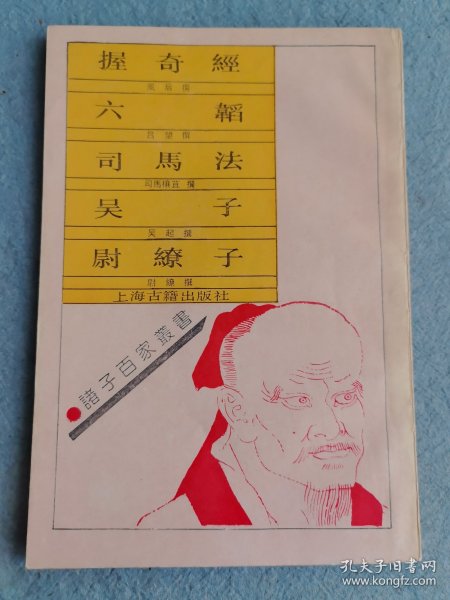 握奇經
風后撰
六韜
吕望撰
司馬法
司馬穰苴撰
吴子
吴起撰
尉繚子
尉繚撰
上海古籍出版社
諸子百家叢書
孔夫子旧书网
www.kongfz.com